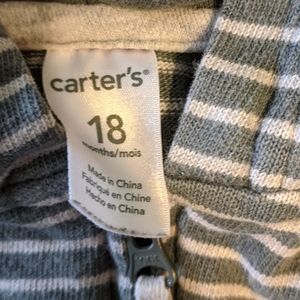 carter's®
18
months/mois
Made in China
Fabriqué en Chine
Hecho en China